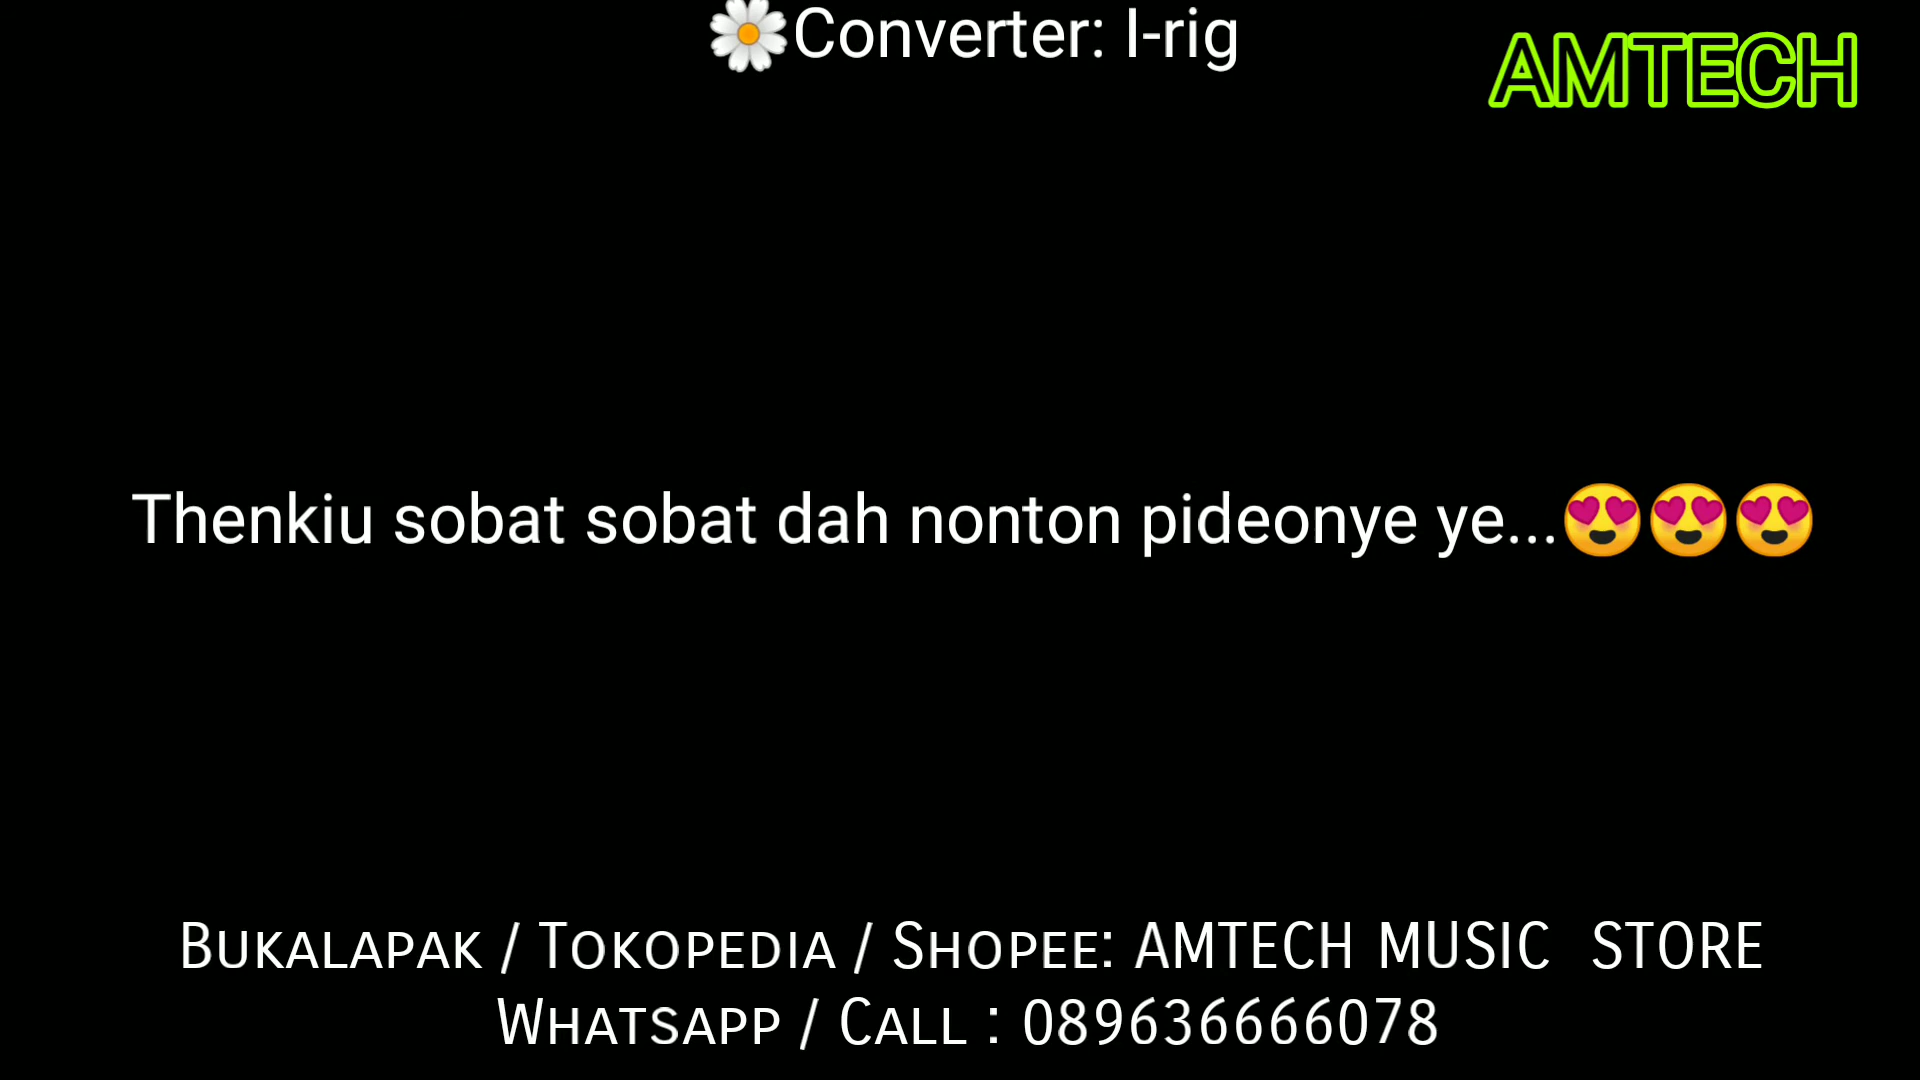 🌼Converter: I-rig
AMTECH
Thenkiu sobat sobat dah nonton pideonye ye...😍😍😍
Bukalapak / Tokopedia / Shopee: AMTECH MUSIC STORE
Whatsapp / Call : 089636666078